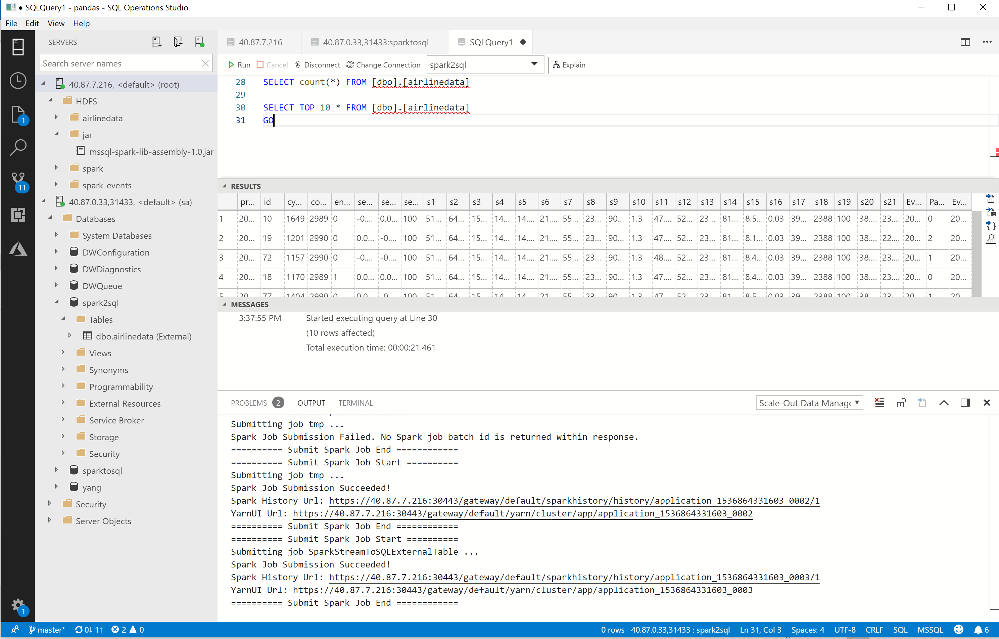 ● SQLQuery1 - pandas - SQL Operations Studio
File Edit View Help
SERVERS
Search server names
40.87.7.216, <default> (root)
HDFS
airlinedata
jar
mssql-spark-lib-assembly-1.0.jar
spark
spark-events
40.87.0.33,31433, <default> (sa)
Databases
System Databases
DWConfiguration
DWDiagnostics
DWQueue
spark2sql
Tables
dbo.airlinedata (External)
Views
Synonyms
Programmability
External Resources
Service Broker
Storage
Security
sparktosql
yang
Security
Server Objects
1
11
1
40.87.7.216 40.87.0.33,31433:sparktosql SQLQuery1 ●
Run Cancel Disconnect Change Connection spark2sql Explain
28 SELECT count(*) FROM [dbo].[airlinedata]
29
30 SELECT TOP 10 * FROM [dbo].[airlinedata]
31 GO
RESULTS
pr... id cy... co... en... se... se... se... s1 s2 s3 s4 s5 s6 s7 s8 s9 s10 s11 s12 s13 s14 s15 s16 s17 s18 s19 s20 s21 Ev... Pa... Ev...
1 20... 10 1649 2989 0 -0.... 0.0... 100 51... 64... 15... 14... 14.... 21... 55... 23... 90... 1.3 47.... 52... 23... 81... 8.5... 0.03 39... 2388 100 38.... 23.... 20... 0 20...
2 20... 19 1201 2990 0 0.0... -0.... 100 51... 64... 15... 14... 14.... 21... 55... 23... 90... 1.3 47.... 52... 23... 81... 8.1... 0.03 39... 2388 100 38.... 22.... 20... 2 20...
3 20... 72 1157 2990 0 -0.... -0.... 100 51... 64... 15... 14... 14.... 21... 55... 23... 90... 1.3 48.... 52... 23... 81... 8.4... 0.03 39... 2388 100 38.... 23.... 20... 1 20...
4 20... 18 1170 2989 1 0.0... 0.0... 100 51... 64... 15... 14... 14.... 21... 55... 23... 90... 1.3 47.... 52... 23... 81... 8.4... 0.03 39... 2388 100 38.... 23.... 20... 0 20...
5 20 77 1404 2990 0 0.0 0 100 51 64 15 14 14 21 55 23 90 1.3 47 52 23 81 8.5 0.03 39 2388 100 38 23 20 1 20
MESSAGES
3:37:55 PM Started executing query at Line 30
(10 rows affected)
Total execution time: 00:00:21.461
PROBLEMS 2 OUTPUT TERMINAL Scale-Out Data Manage
Submit Spark Job Start
Submitting job tmp ...
Spark Job Submission Failed. No Spark job batch id is returned within response.
========== Submit Spark Job End ============
========== Submit Spark Job Start ==========
Submitting job tmp ...
Spark Job Submission Succeeded!
Spark History Url: https://40.87.7.216:30443/gateway/default/sparkhistory/history/application_1536864331603_0002/1
YarnUI Url: https://40.87.7.216:30443/gateway/default/yarn/cluster/app/application_1536864331603_0002
========== Submit Spark Job End ============
========== Submit Spark Job Start ==========
Submitting job SparkStreamToSQLExternalTable ...
Spark Job Submission Succeeded!
Spark History Url: https://40.87.7.216:30443/gateway/default/sparkhistory/history/application_1536864331603_0003/1
YarnUI Url: https://40.87.7.216:30443/gateway/default/yarn/cluster/app/application_1536864331603_0003
========== Submit Spark Job End ============
master* 0↓ 1↑ 2 0 0 rows 40.87.0.33,31433 : spark2sql Ln 31, Col 3 Spaces: 4 UTF-8 CRLF SQL MSSQL 6